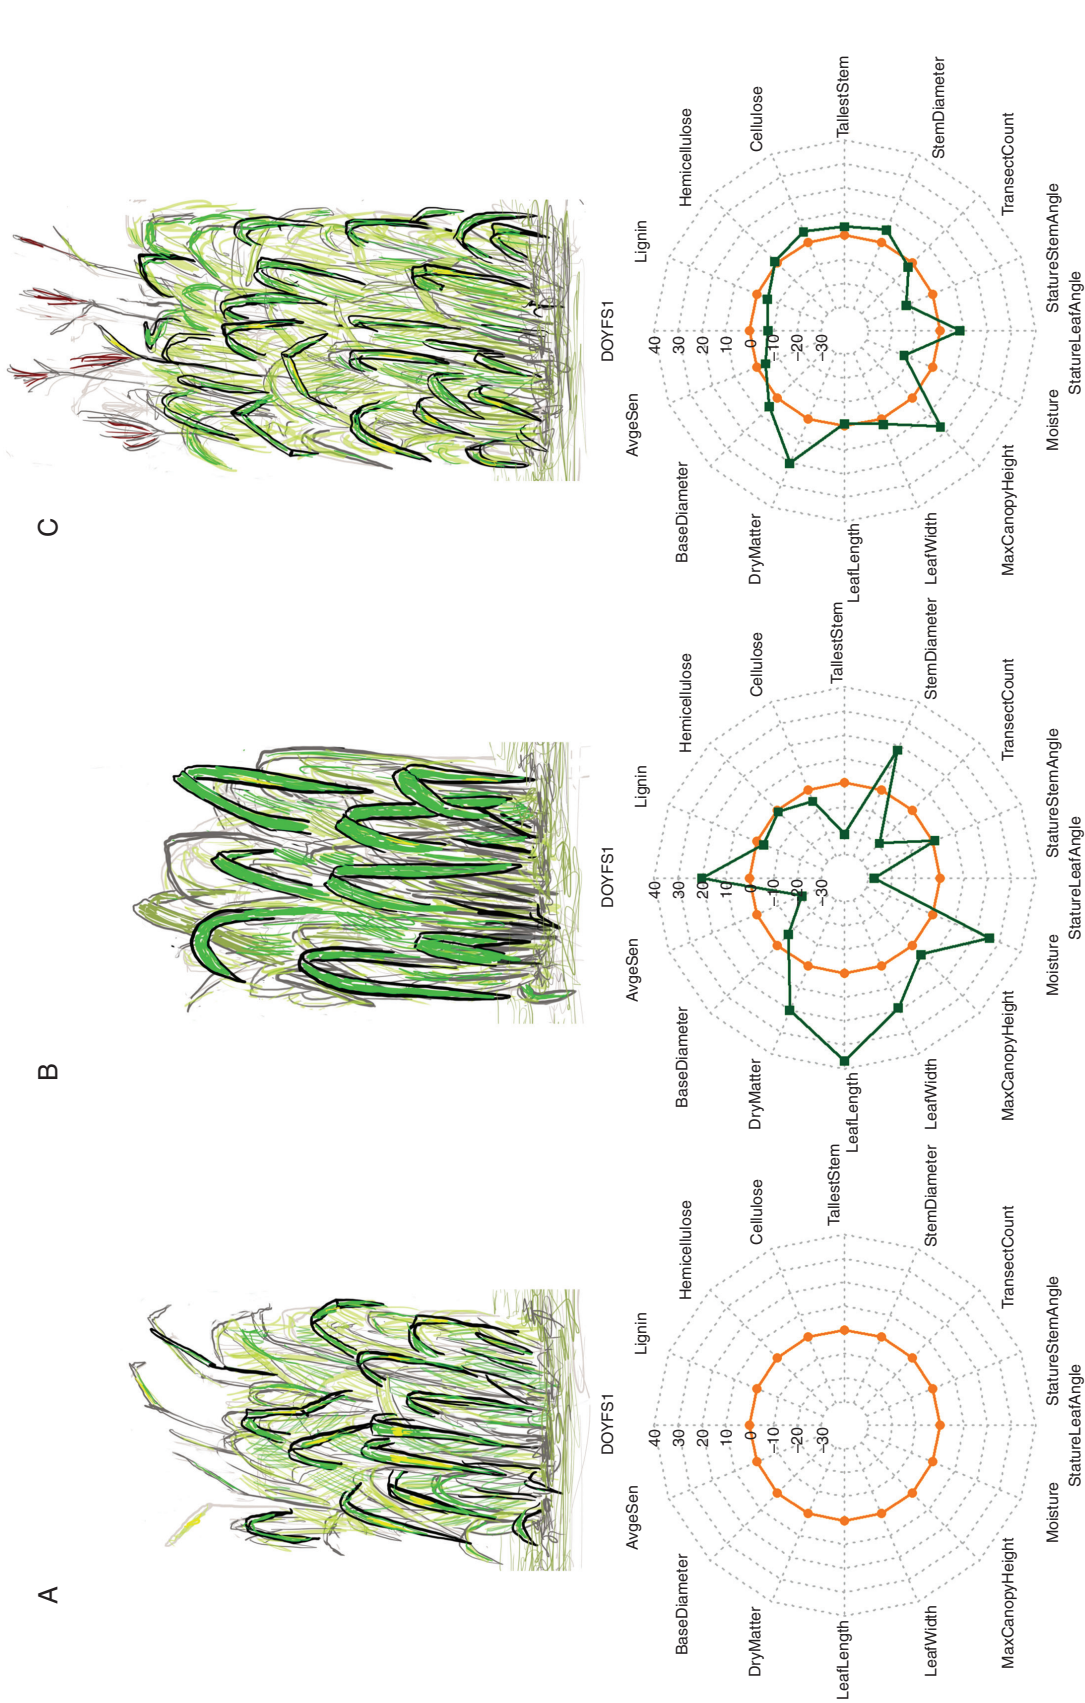 A
DOYFS1
AvgeSen
Lignin
40
30
BaseDiameter
Hemicellulose
20
10
0
DryMatter
Cellulose
−10
−20
−30
LeafLength
TallestStem
LeafWidth
StemDiameter
MaxCanopyHeight
TransectCount
Moisture
StatureStemAngle
StatureLeafAngle
B
DOYFS1
AvgeSen
Lignin
40
30
BaseDiameter
Hemicellulose
20
10
0
DryMatter
Cellulose
−10
−20
−30
LeafLength
TallestStem
LeafWidth
StemDiameter
MaxCanopyHeight
TransectCount
Moisture
StatureStemAngle
StatureLeafAngle
C
DOYFS1
AvgeSen
Lignin
40
30
BaseDiameter
Hemicellulose
20
10
0
DryMatter
Cellulose
−10
−20
−30
LeafLength
TallestStem
LeafWidth
StemDiameter
MaxCanopyHeight
TransectCount
Moisture
StatureStemAngle
StatureLeafAngle